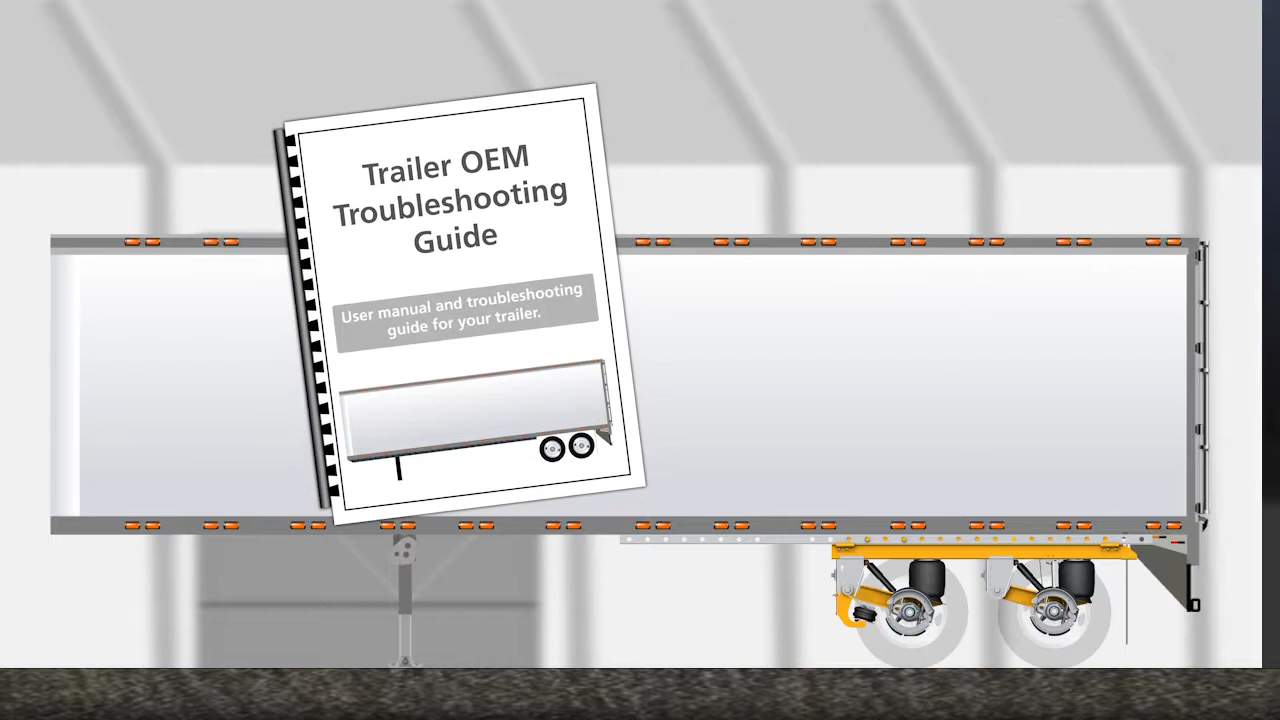 Trailer OEM
Troubleshooting
Guide
User manual and troubleshooting
guide for your trailer.